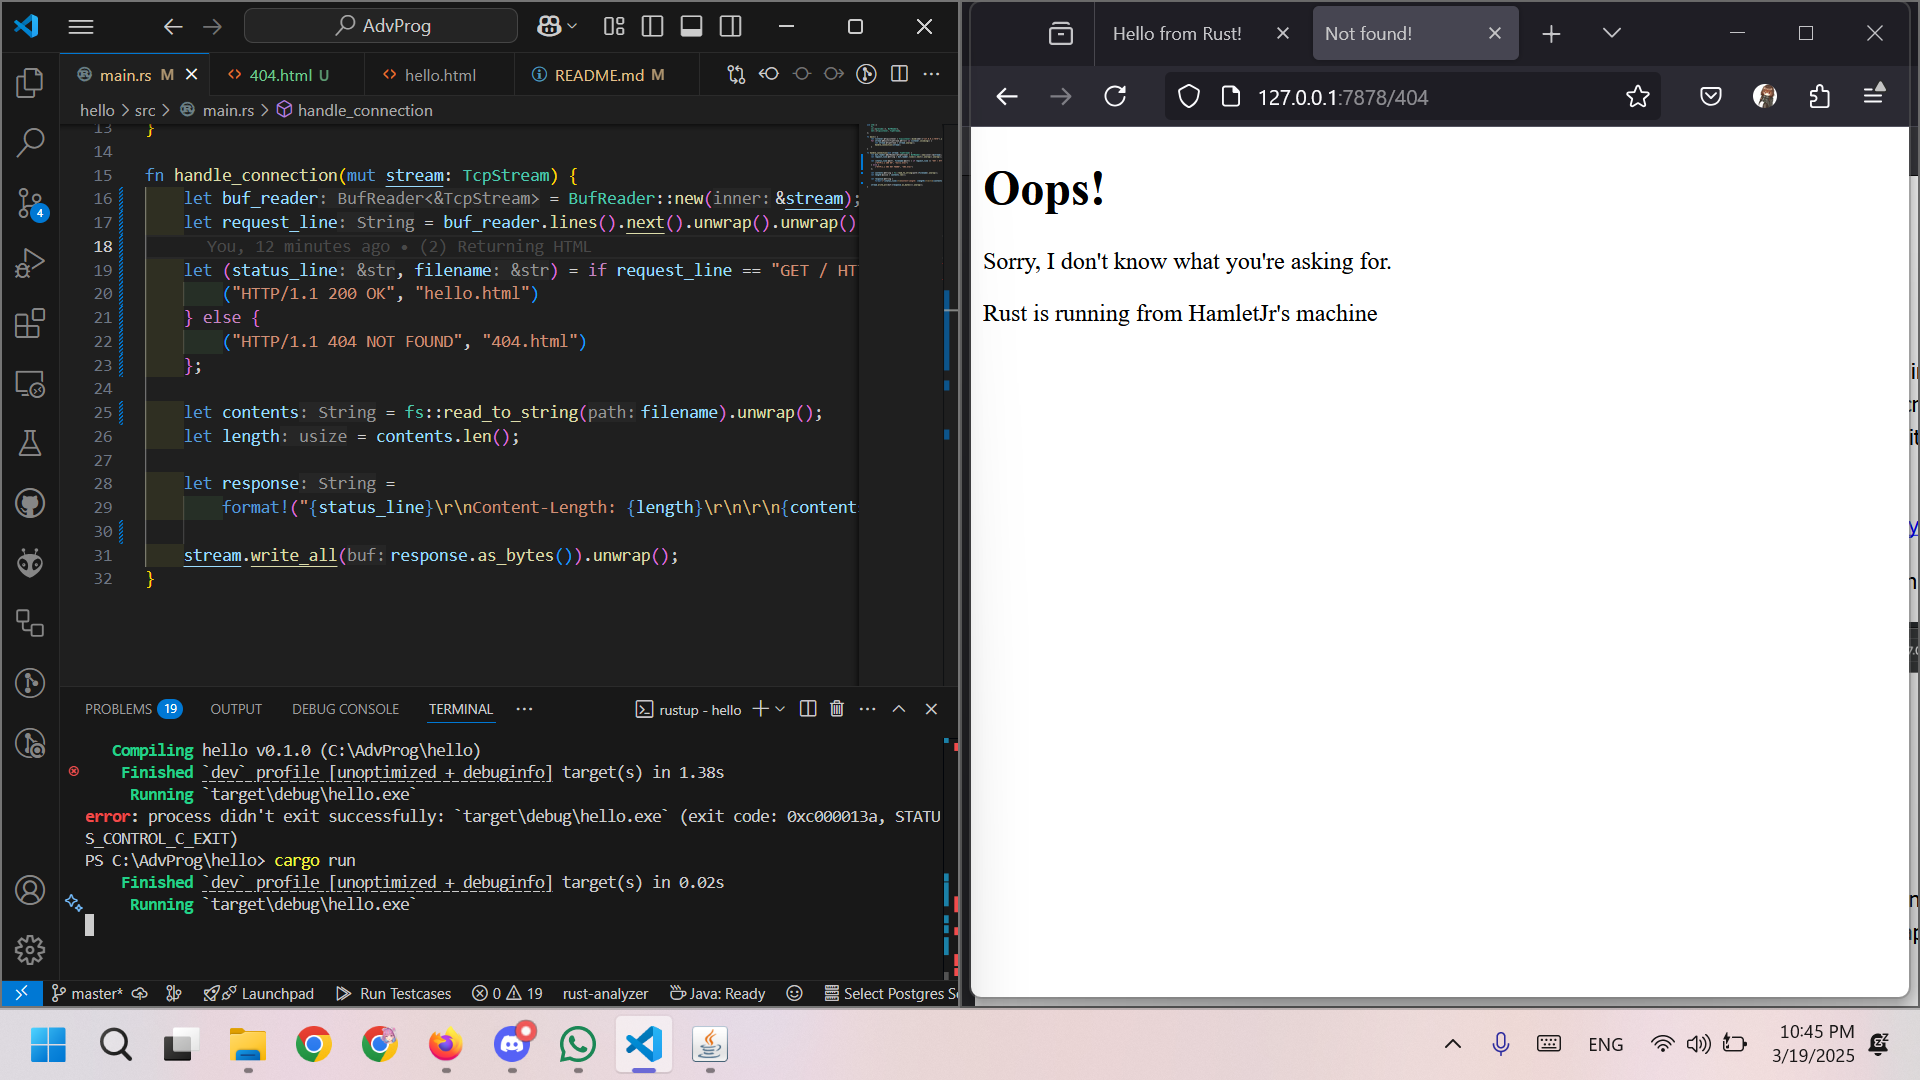 AdvProg
main.rs M
404.html U
hello.html
README.md M
hello > src > main.rs > handle_connection
13 }
14
15 fn handle_connection(mut stream: TcpStream) {
16 let buf_reader: BufReader<&TcpStream> = BufReader::new(inner: &stream);
17 let request_line: String = buf_reader.lines().next().unwrap().unwrap()
18 You, 12 minutes ago • (2) Returning HTML
19 let (status_line: &str, filename: &str) = if request_line == "GET / HT
20 ("HTTP/1.1 200 OK", "hello.html")
21 } else {
22 ("HTTP/1.1 404 NOT FOUND", "404.html")
23 };
24
25 let contents: String = fs::read_to_string(path: filename).unwrap();
26 let length: usize = contents.len();
27
28 let response: String =
29 format!("{status_line}\r\nContent-Length: {length}\r\n\r\n{content
30
31 stream.write_all(buf: response.as_bytes()).unwrap();
32 }
4
PROBLEMS 19 OUTPUT DEBUG CONSOLE TERMINAL ··· rustup - hello
Compiling hello v0.1.0 (C:\AdvProg\hello)
Finished `dev` profile [unoptimized + debuginfo] target(s) in 1.38s
Running `target\debug\hello.exe`
error: process didn't exit successfully: `target\debug\hello.exe` (exit code: 0xc000013a, STATU
S_CONTROL_C_EXIT)
PS C:\AdvProg\hello> cargo run
Finished `dev` profile [unoptimized + debuginfo] target(s) in 0.02s
Running `target\debug\hello.exe`
master* Launchpad Run Testcases 0 19 rust-analyzer Java: Ready Select Postgres Se
Hello from Rust!
Not found!
127.0.0.1:7878/404
Oops!
Sorry, I don't know what you're asking for.
Rust is running from HamletJr's machine
ENG
10:45 PM
3/19/2025